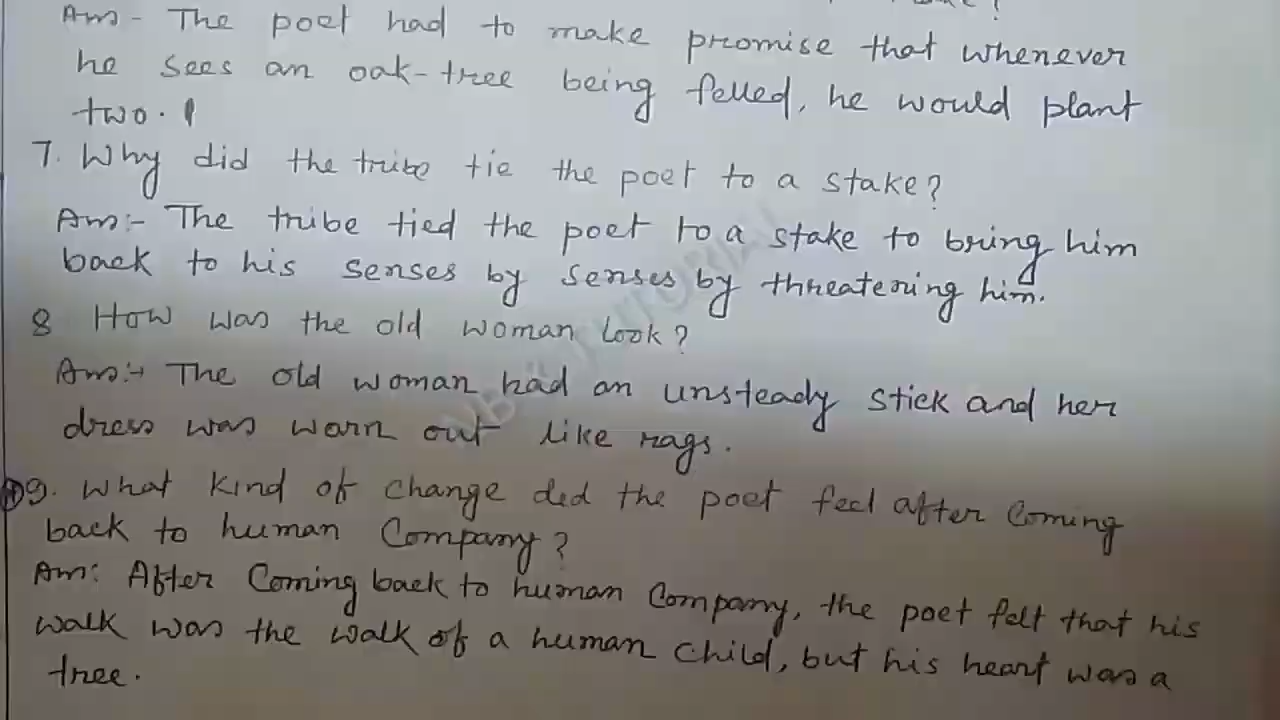 Ans - The poet had to make promise that whenever
he sees an oak-tree being felled, he would plant
two.
7. Why did the tribe tie the poet to a stake?
Ans:- The tribe tied the poet to a stake to bring him
back to his senses by senses by threatering him.
8 How was the old woman look?
Ans:- The old woman had an unsteady stick and her
dress was warn out like rags.
9. What kind of change did the poet feel after Coming
back to human Company?
Ans: After Coming back to human Company, the poet felt that his
walk was the walk of a human child, but his heart was a
tree.